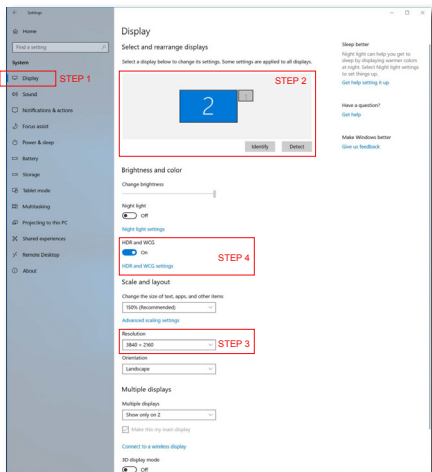 Settings
Home
Find a setting
System
Display
STEP 1
Sound
Notifications & actions
Focus assist
Power & sleep
Battery
Storage
Tablet mode
Multitasking
Projecting to this PC
Shared experiences
Remote Desktop
About
Display
Select and rearrange displays
Select a display below to change its settings. Some settings are applied to all displays.
STEP 2
2
1
Identify
Detect
Brightness and color
Change brightness
Night light
Off
Night light settings
HDR and WCG
On
STEP 4
HDR and WCG settings
Scale and layout
Change the size of text, apps, and other items
150% (Recommended)
Advanced scaling settings
Resolution
3840 × 2160
STEP 3
Orientation
Landscape
Multiple displays
Multiple displays
Show only on 2
Make this my main display
Connect to a wireless display
3D display mode
Off
Sleep better
Night light can help you get to
sleep by displaying warmer colors
at night. Select Night light settings
to set things up.
Get help setting it up
Have a question?
Get help
Make Windows better
Give us feedback